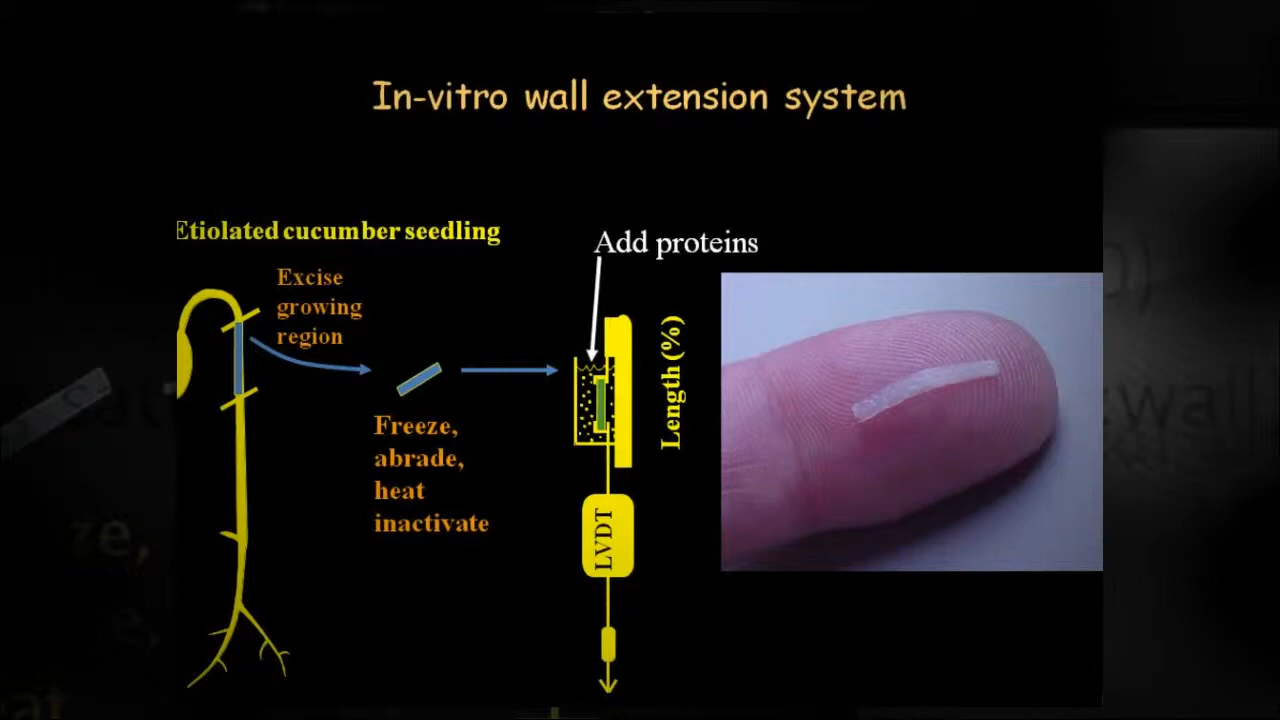 In-vitro wall extension system
Etiolated cucumber seedling
Excise
growing
region
Add proteins
Freeze,
abrade,
heat
inactivate
Length (%)
LVDT